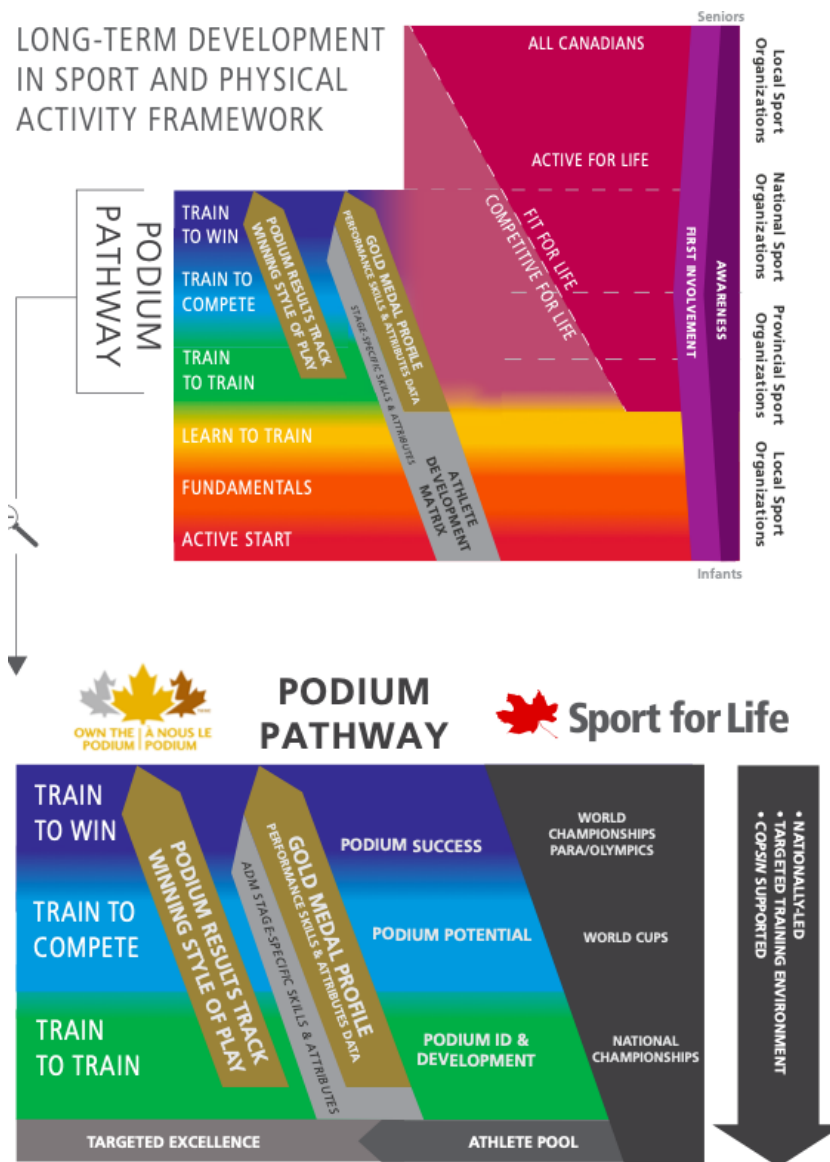 LONG-TERM DEVELOPMENT
IN SPORT AND PHYSICAL
ACTIVITY FRAMEWORK
Seniors
ALL CANADIANS
ACTIVE FOR LIFE
FIT FOR LIFE
COMPETITIVE FOR LIFE
FIRST INVOLVEMENT
AWARENESS
Local Sport
Organizations
National Sport
Organizations
Provincial Sport
Organizations
Local Sport
Organizations
Infants
PODIUM
PATHWAY
TRAIN
TO WIN
TRAIN TO
COMPETE
TRAIN
TO TRAIN
LEARN TO TRAIN
FUNDAMENTALS
ACTIVE START
PODIUM RESULTS TRACK
WINNING STYLE OF PLAY
GOLD MEDAL PROFILE
PERFORMANCE SKILLS & ATTRIBUTES DATA
STAGE-SPECIFIC SKILLS & ATTRIBUTES
ATHLETE
DEVELOPMENT
MATRIX
OWN THE
PODIUM
À NOUS LE
PODIUM
PODIUM
PATHWAY
Sport for Life
TRAIN
TO WIN
TRAIN TO
COMPETE
TRAIN
TO TRAIN
PODIUM RESULTS TRACK
WINNING STYLE OF PLAY
GOLD MEDAL PROFILE
PERFORMANCE SKILLS & ATTRIBUTES DATA
ADM STAGE-SPECIFIC SKILLS & ATTRIBUTES
PODIUM SUCCESS
PODIUM POTENTIAL
PODIUM ID &
DEVELOPMENT
WORLD
CHAMPIONSHIPS
PARA/OLYMPICS
WORLD CUPS
NATIONAL
CHAMPIONSHIPS
• NATIONALLY-LED
• TARGETED TRAINING ENVIRONMENT
• COPSIN SUPPORTED
TARGETED EXCELLENCE
ATHLETE POOL